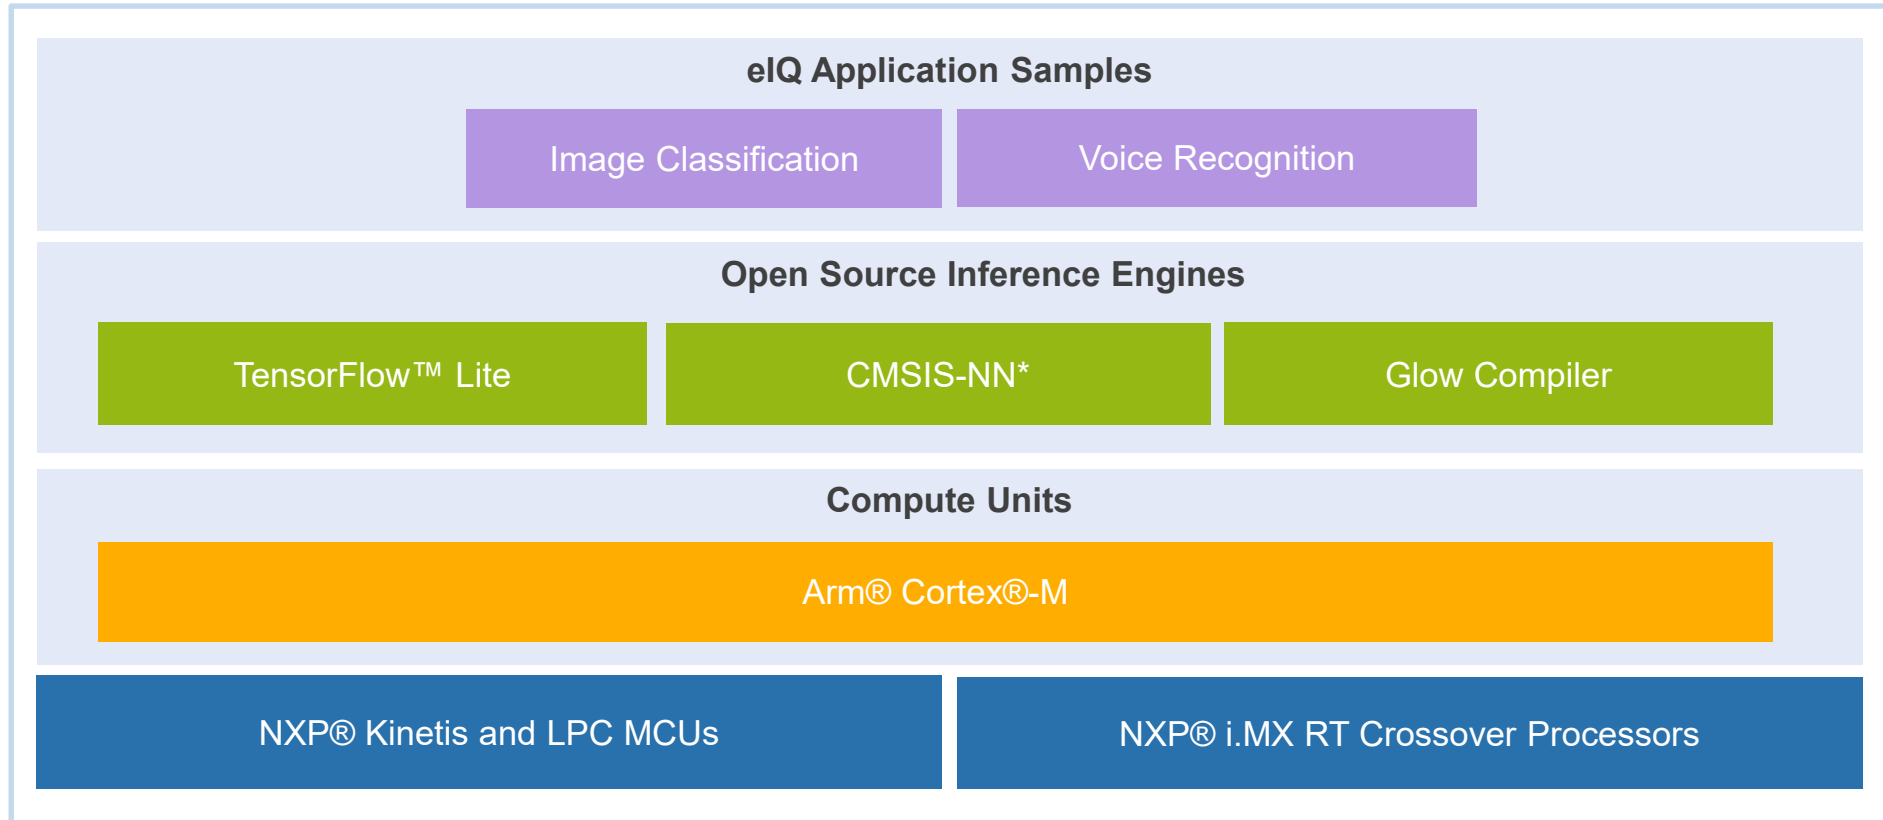 eIQ Application Samples
Image Classification
Voice Recognition
Open Source Inference Engines
TensorFlow™ Lite
CMSIS-NN*
Glow Compiler
Compute Units
Arm® Cortex®-M
NXP® Kinetis and LPC MCUs
NXP® i.MX RT Crossover Processors